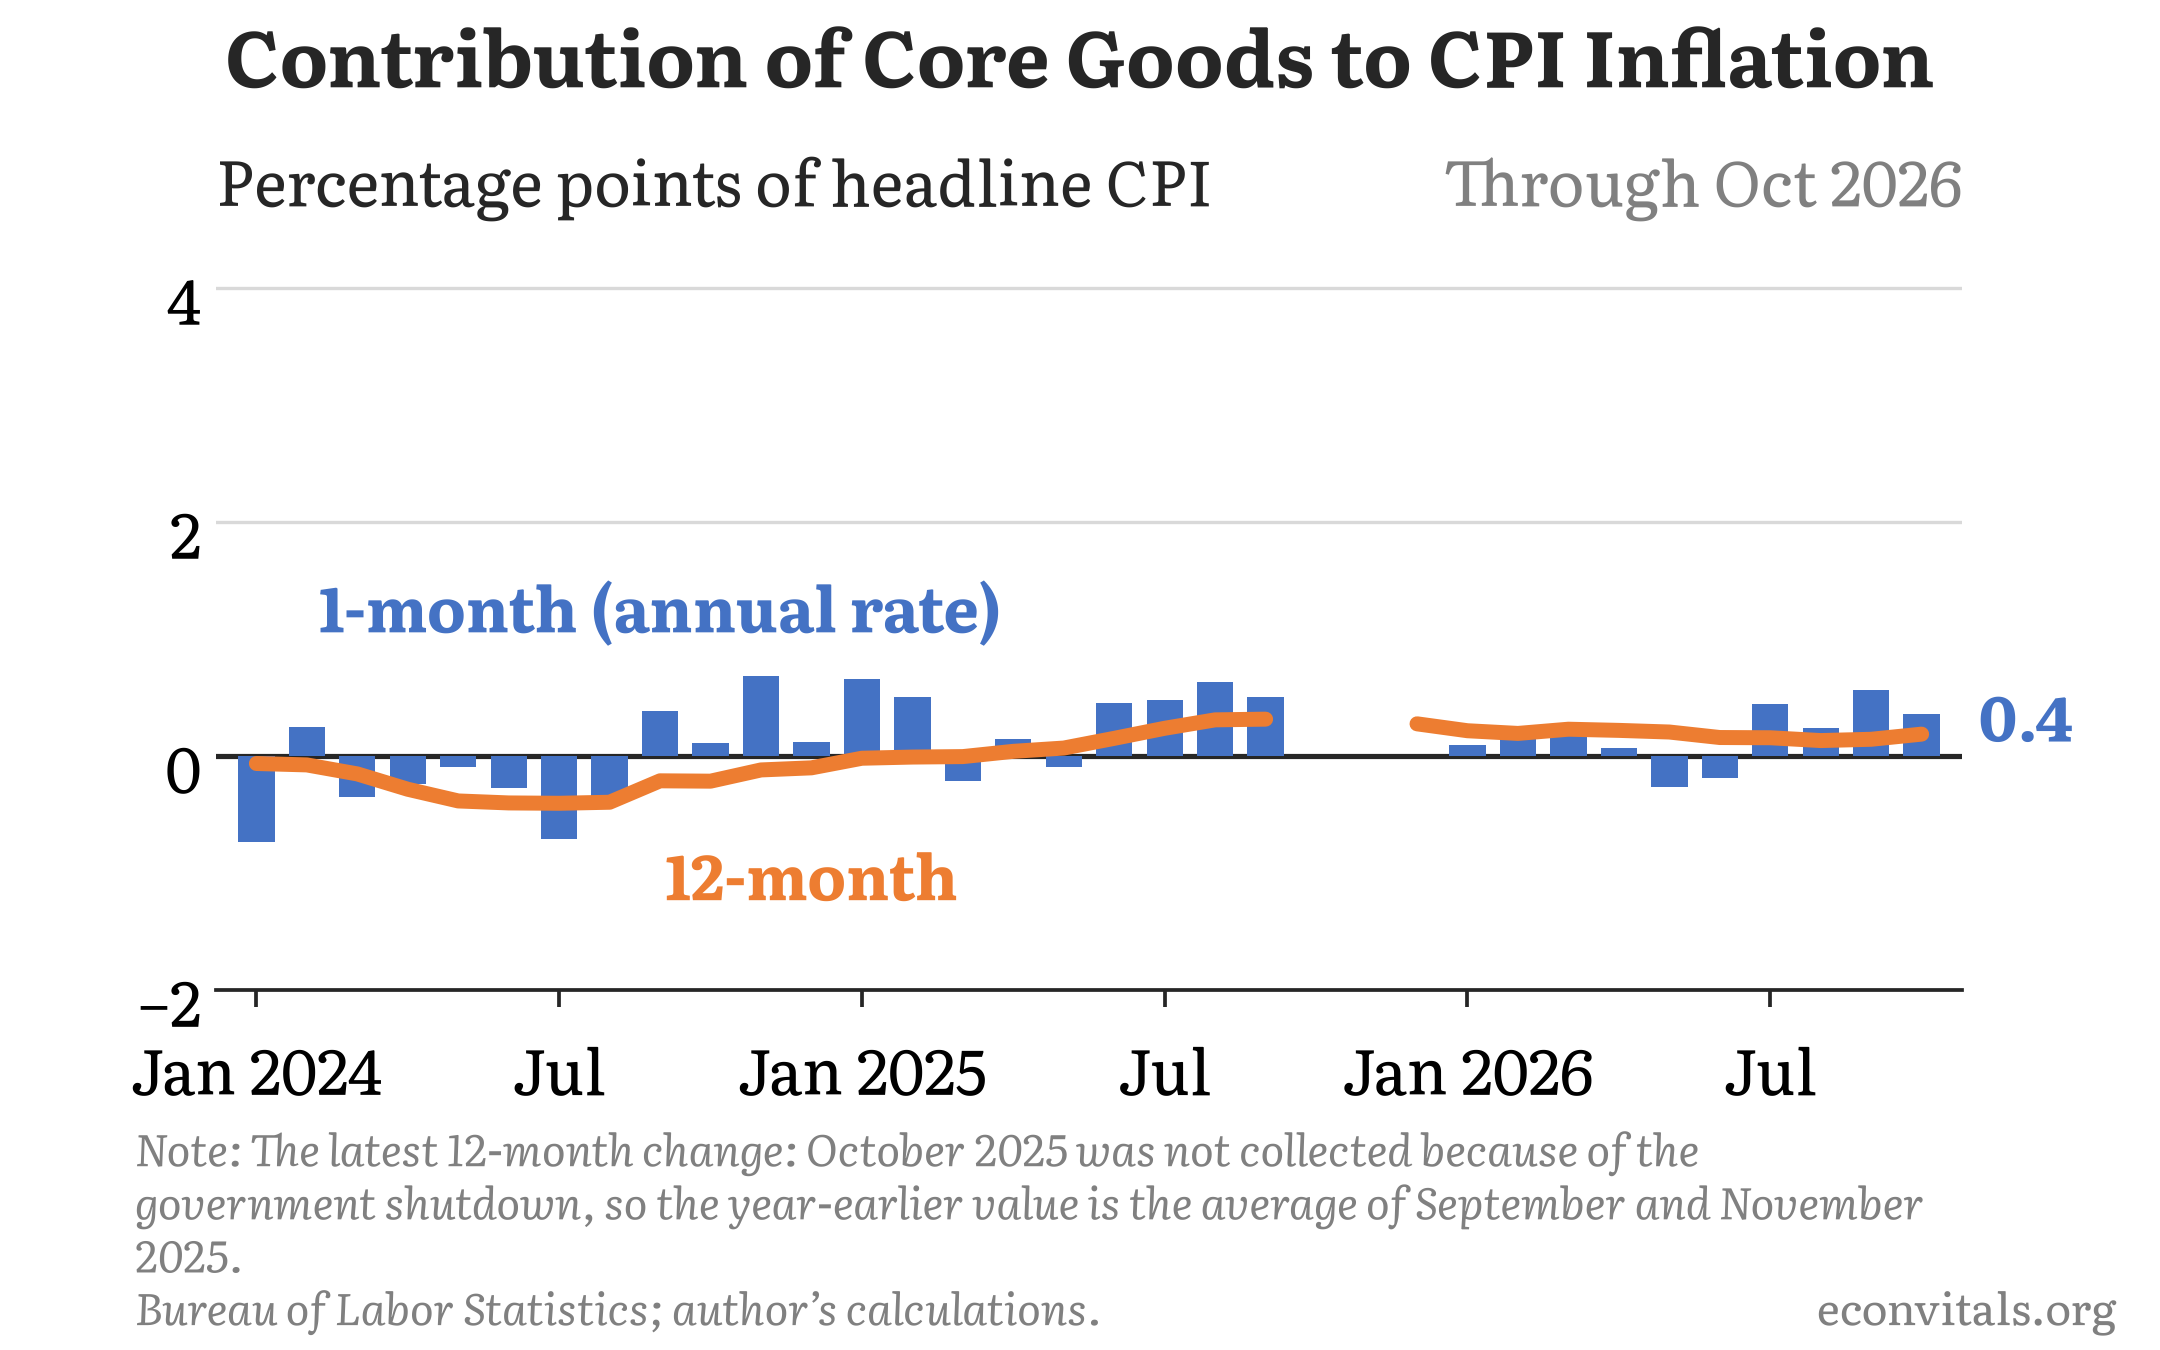 Contribution of Core Goods to CPI Inflation
Percentage points of headline CPI
Through Oct 2026
4
2
1-month (annual rate)
0.4
0
12-month
−2
Jan 2024
Jul
Jan 2025
Jul
Jan 2026
Jul
Note: The latest 12-month change: October 2025 was not collected because of the
government shutdown, so the year-earlier value is the average of September and November
2025.
Bureau of Labor Statistics; author’s calculations.
econvitals.org